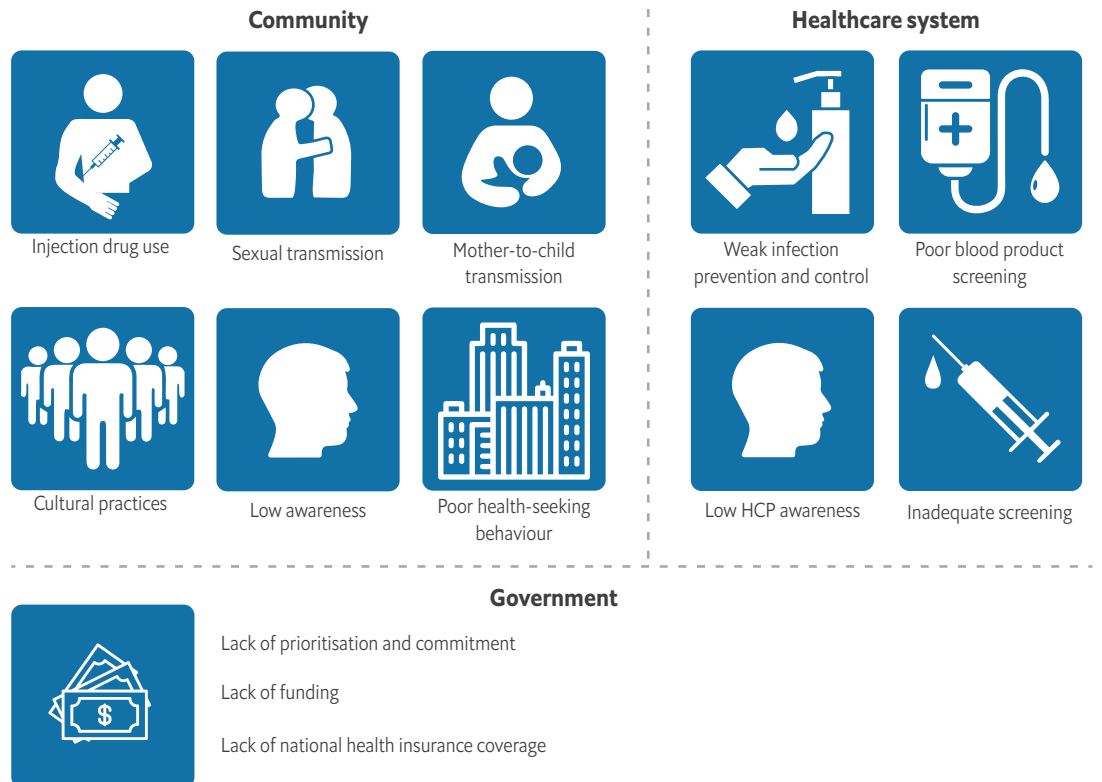 Community
Healthcare system
Injection drug use
Sexual transmission
Mother-to-child
transmission
Weak infection
prevention and control
Poor blood product
screening
Cultural practices
Low awareness
Poor health-seeking
behaviour
Low HCP awareness
Inadequate screening
Government
$
Lack of prioritisation and commitment
Lack of funding
Lack of national health insurance coverage